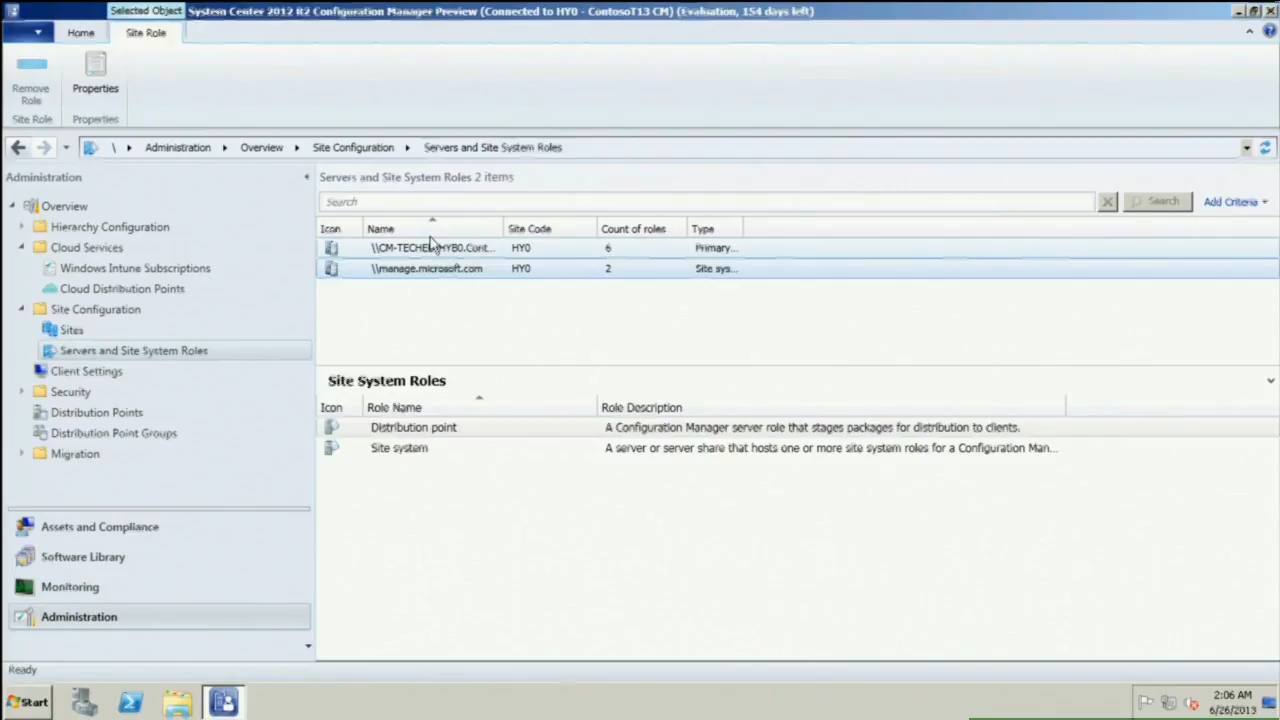 Selected Object System Center 2012 R2 Configuration Manager Preview (Connected to HY0 - ContosoT13 CM) (Evaluation, 154 days left)
Home Site Role
Remove Role Properties
Site Role Properties
\ Administration Overview Site Configuration Servers and Site System Roles
Administration
Overview
Hierarchy Configuration
Cloud Services
Windows Intune Subscriptions
Cloud Distribution Points
Site Configuration
Sites
Servers and Site System Roles
Client Settings
Security
Distribution Points
Distribution Point Groups
Migration
Assets and Compliance
Software Library
Monitoring
Administration
Servers and Site System Roles 2 items
Search Search Add Criteria
Icon Name Site Code Count of roles Type
HY0 6 Primary...
\\manage.microsoft.com HY0 2 Site sys...
Site System Roles
Icon Role Name Role Description
Distribution point A Configuration Manager server role that stages packages for distribution to clients.
Site system A server or server share that hosts one or more site system roles for a Configuration Man...
Ready
Start 2:06 AM
6/26/2013